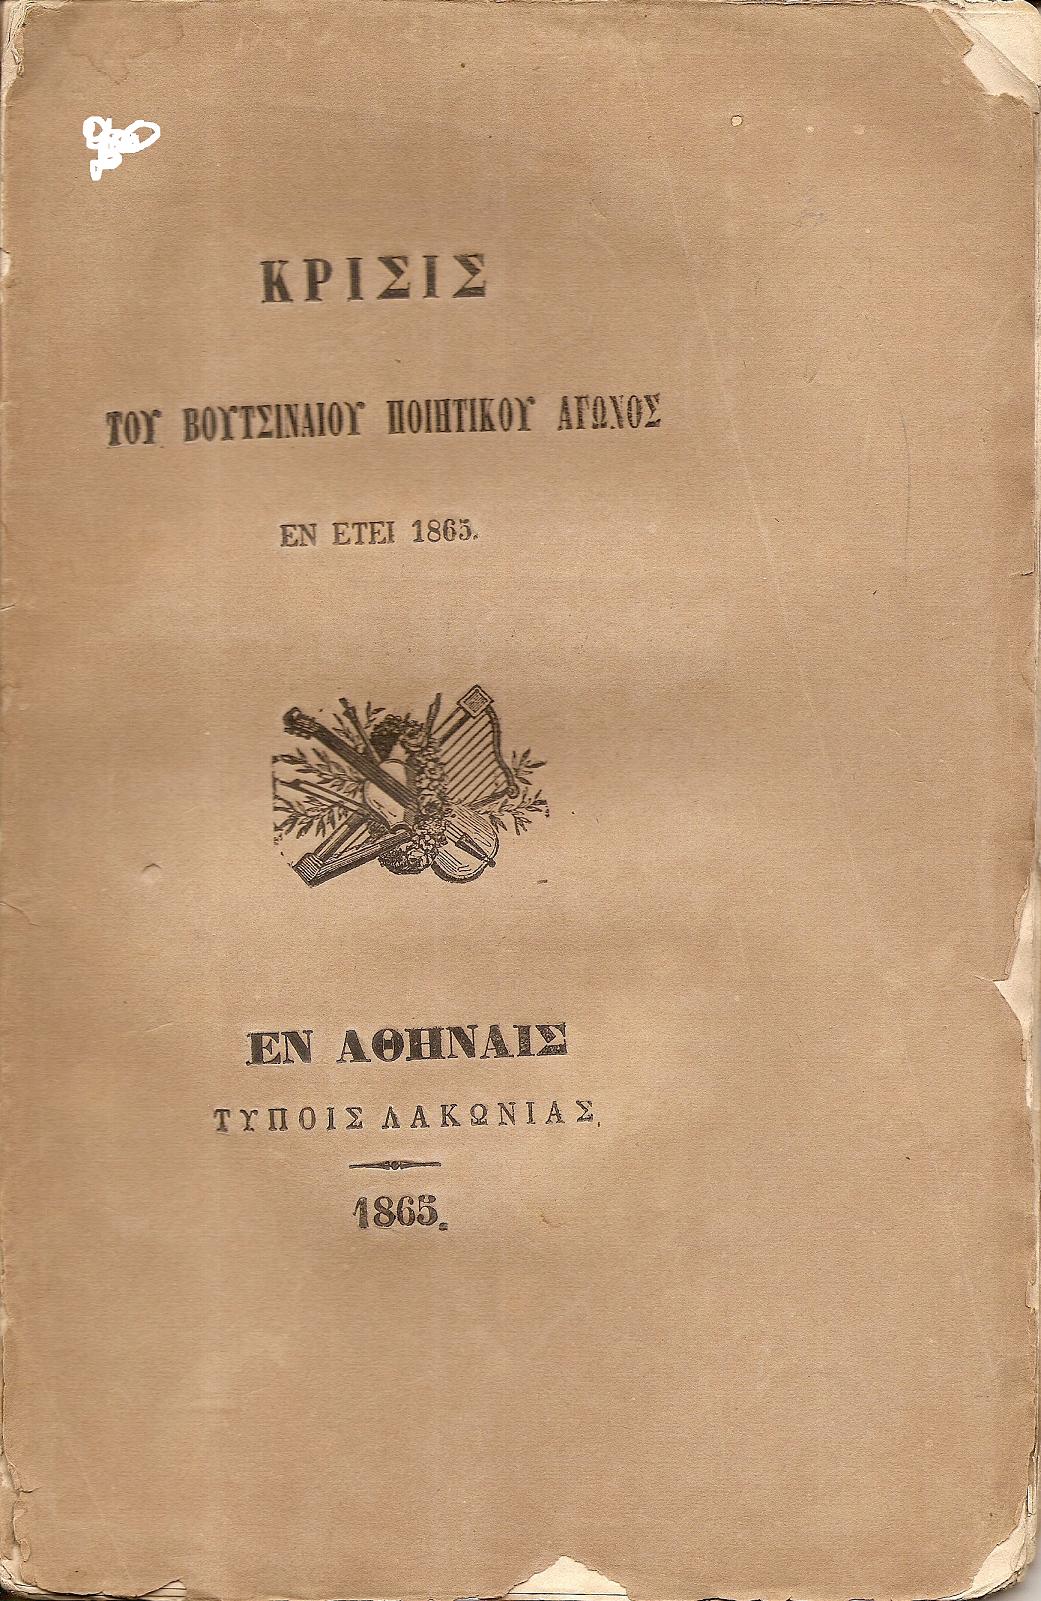 ΚΡΙΣΙΣ
ΤΟΥ ΒΟΥΤΣΙΝΑΙΟΥ ΠΟΙΗΤΙΚΟΥ ΑΓΩΝΟΣ
ΕΝ ΕΤΕΙ 1865.
ΕΝ ΑΘΗΝΑΙΣ
ΤΥΠΟΙΣ ΛΑΚΩΝΙΑΣ.
1865.